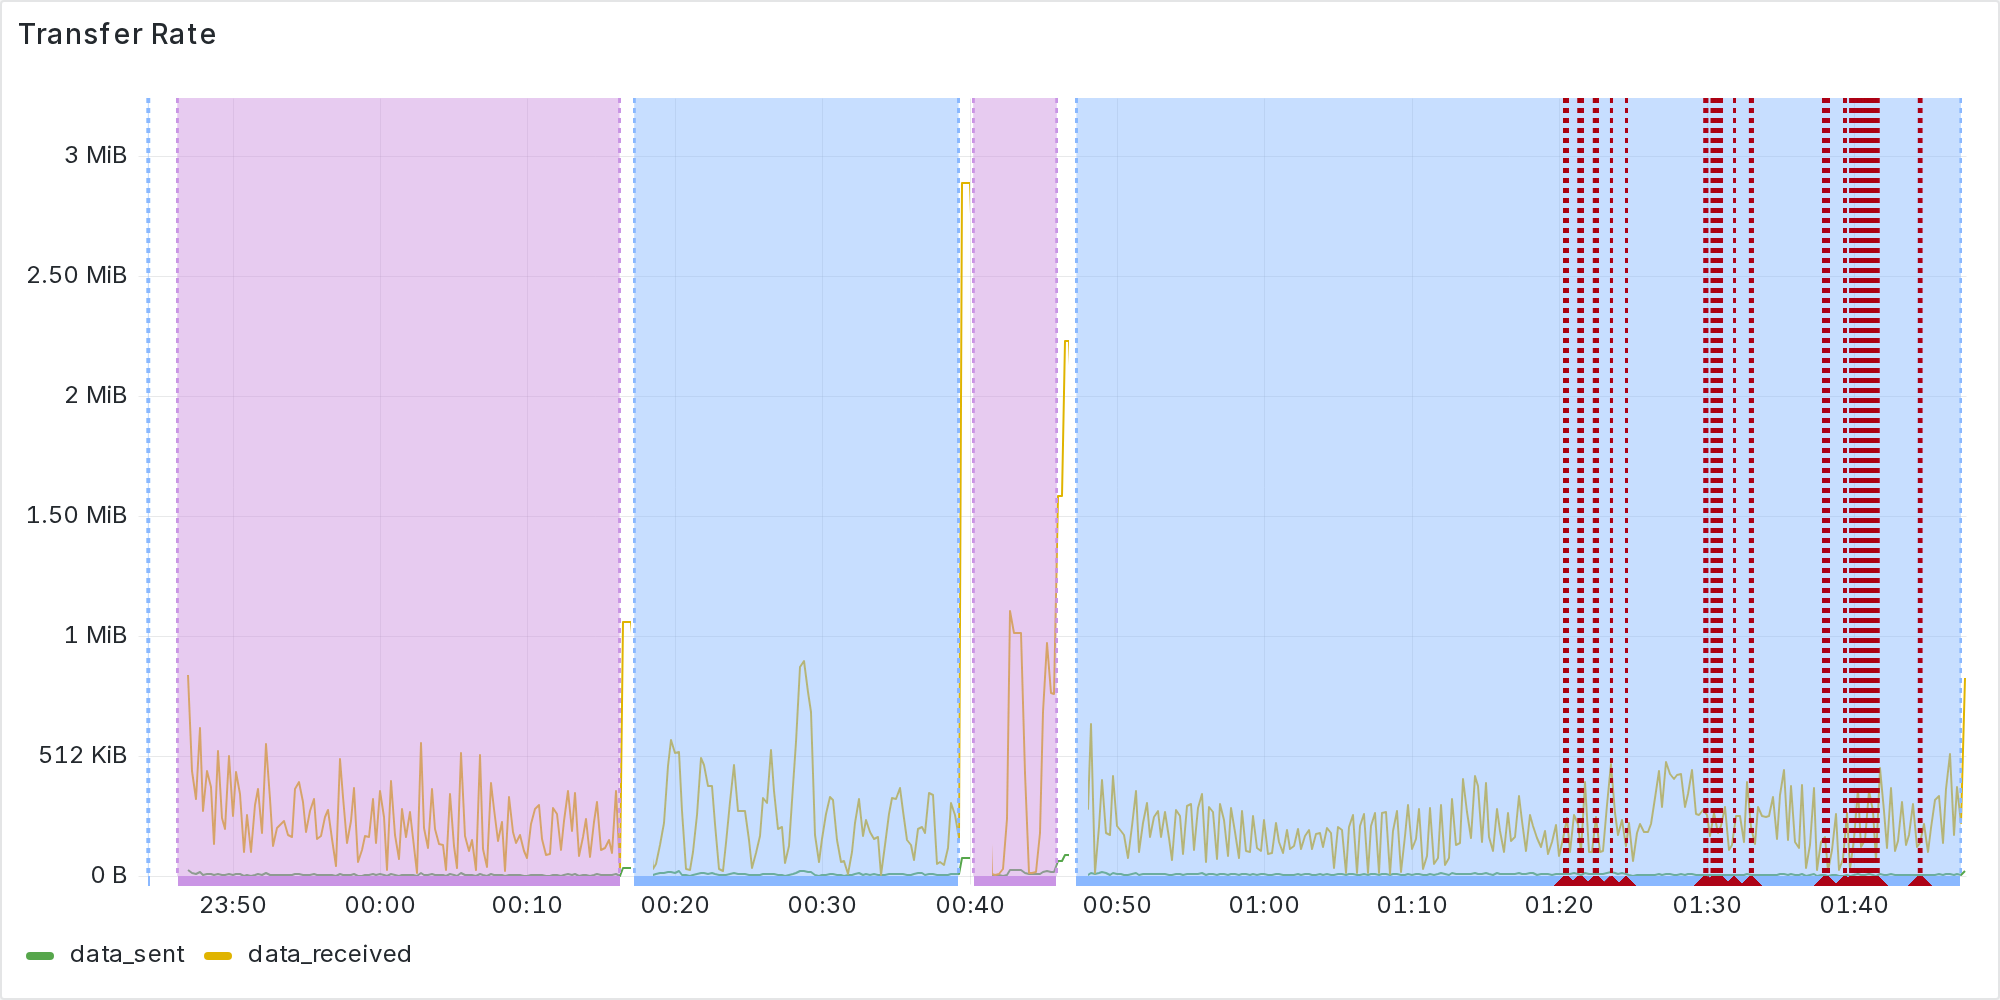 Transfer Rate
3 MiB
2.50 MiB
2 MiB
1.50 MiB
1 MiB
512 KiB
0 B
23:50 00:00 00:10 00:20 00:30 00:40 00:50 01:00 01:10 01:20 01:30 01:40
data_sent data_received